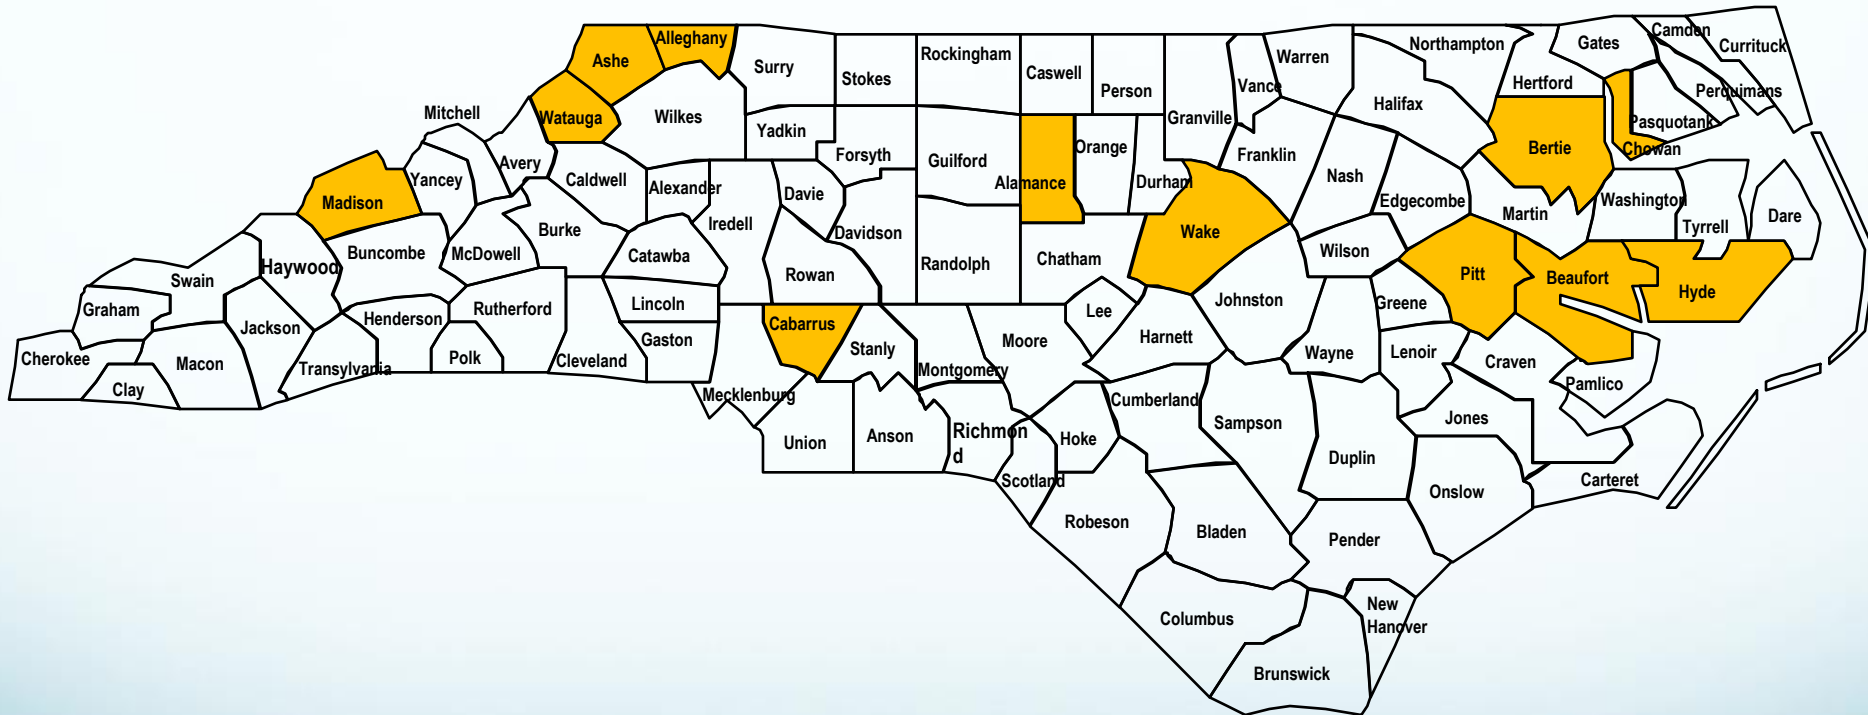 Camden
Alleghany
Gates
Currituck
Northampton
Ashe
Rockingham
Warren
Surry
Caswell
Stokes
Hertford
Vance
Person
Perquimans
Halifax
Mitchell
Watauga
Wilkes
Granville
Pasquotank
Yadkin
Orange
Bertie
Chowan
Forsyth
Franklin
Guilford
Avery
Yancey
Caldwell
Alexander
Alamance
Durham
Nash
Davie
Madison
Edgecombe
Washington
Martin
Dare
Iredell
Tyrrell
Burke
Davidson
Wake
Buncombe
McDowell
Wilson
Catawba
Chatham
Haywood
Randolph
Rowan
Pitt
Beaufort
Swain
Hyde
Johnston
Greene
Lincoln
Graham
Rutherford
Lee
Henderson
Cabarrus
Jackson
Harnett
Gaston
Moore
Stanly
Wayne
Lenoir
Cherokee
Polk
Cleveland
Craven
Macon
Transylvania
Montgomery
Pamlico
Clay
Mecklenburg
Cumberland
Jones
Sampson
Richmon
d
Anson
Hoke
Union
Duplin
Scotland
Carteret
Onslow
Robeson
Bladen
Pender
New
Hanover
Columbus
Brunswick